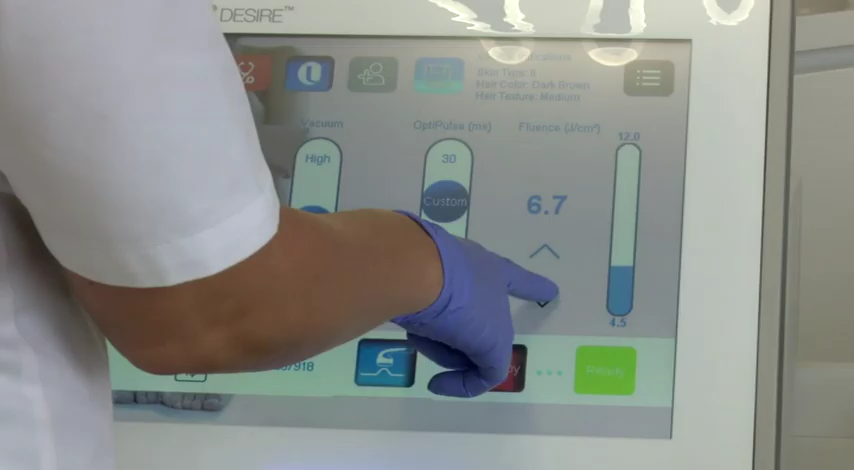 DESIRE™
Skin Type: II
Hair Color: Dark Brown
Hair Texture: Medium
Vacuum
OptiPulse (ms)
Fluence (J/cm²)
12.0
High
30
Custom
6.7
4.5
7918
Ready